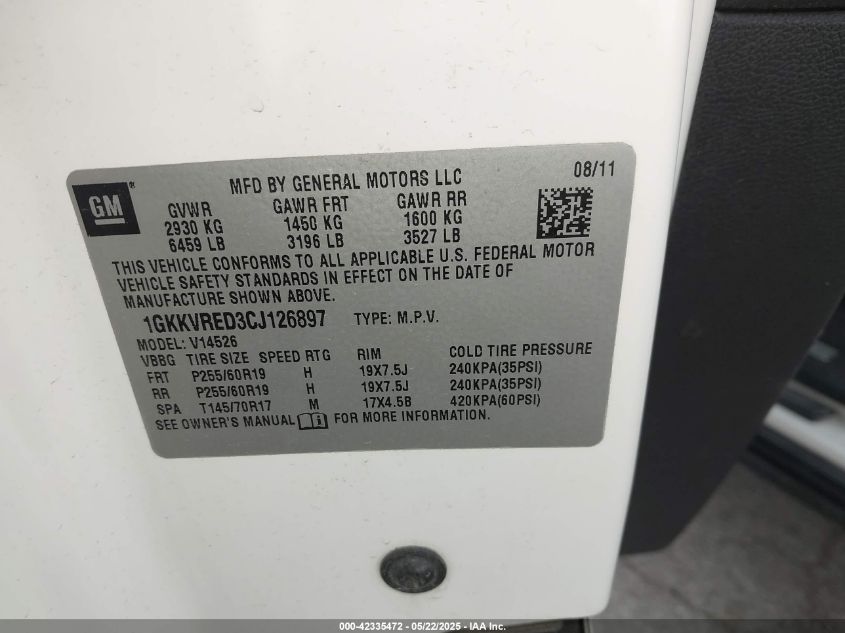 MFD BY GENERAL MOTORS LLC 08/11
GM
GVWR GAWR FRT GAWR RR
2930 KG 1450 KG 1600 KG
6459 LB 3196 LB 3527 LB
THIS VEHICLE CONFORMS TO ALL APPLICABLE U.S. FEDERAL MOTOR
VEHICLE SAFETY STANDARDS IN EFFECT ON THE DATE OF
MANUFACTURE SHOWN ABOVE.
1GKKVRED3CJ126897 TYPE: M.P.V.
MODEL: V14526
VBBG TIRE SIZE SPEED RTG RIM COLD TIRE PRESSURE
FRT P255/60R19 H 19X7.5J 240KPA(35PSI)
RR P255/60R19 H 19X7.5J 240KPA(35PSI)
SPA T145/70R17 M 17X4.5B 420KPA(60PSI)
SEE OWNER'S MANUAL i FOR MORE INFORMATION.
000-42335472 - 05/22/2025 - IAA Inc.